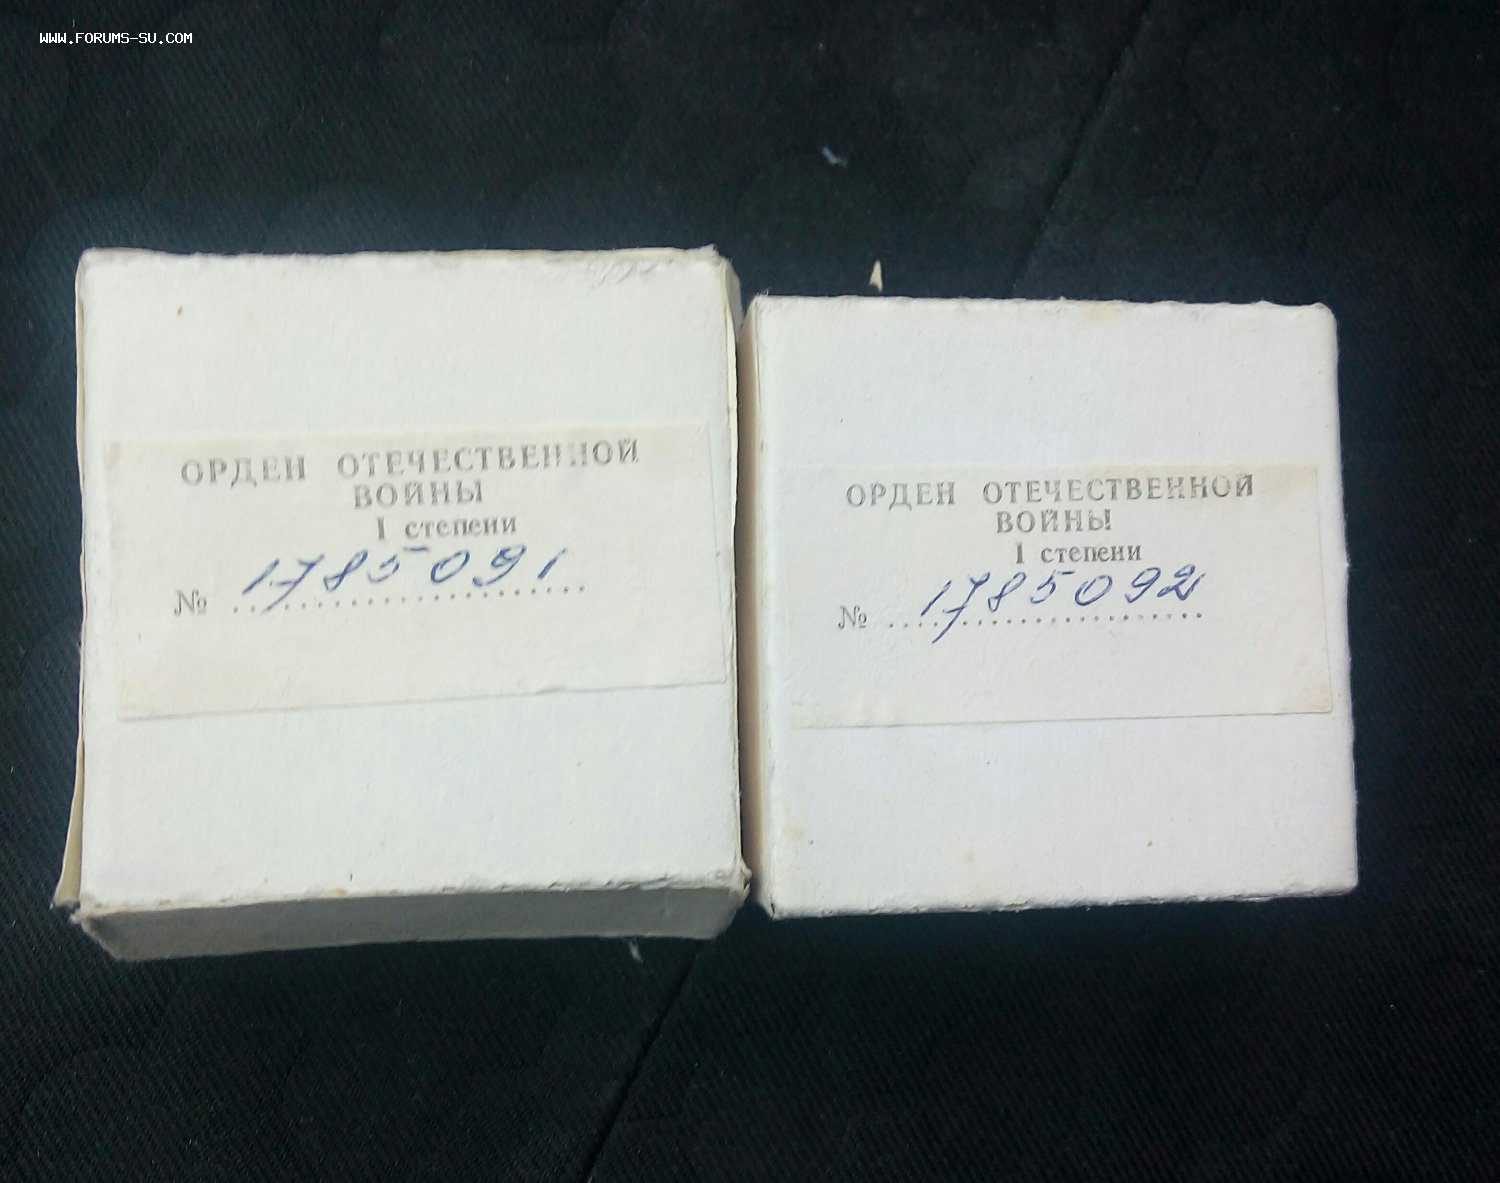 WWW.FORUMS-SU.COM
ОРДЕН ОТЕЧЕСТВЕННОЙ
ВОЙНЫ
I степени
№ 1785091
ОРДЕН ОТЕЧЕСТВЕННОЙ
ВОЙНЫ
I степени
№ 1785092